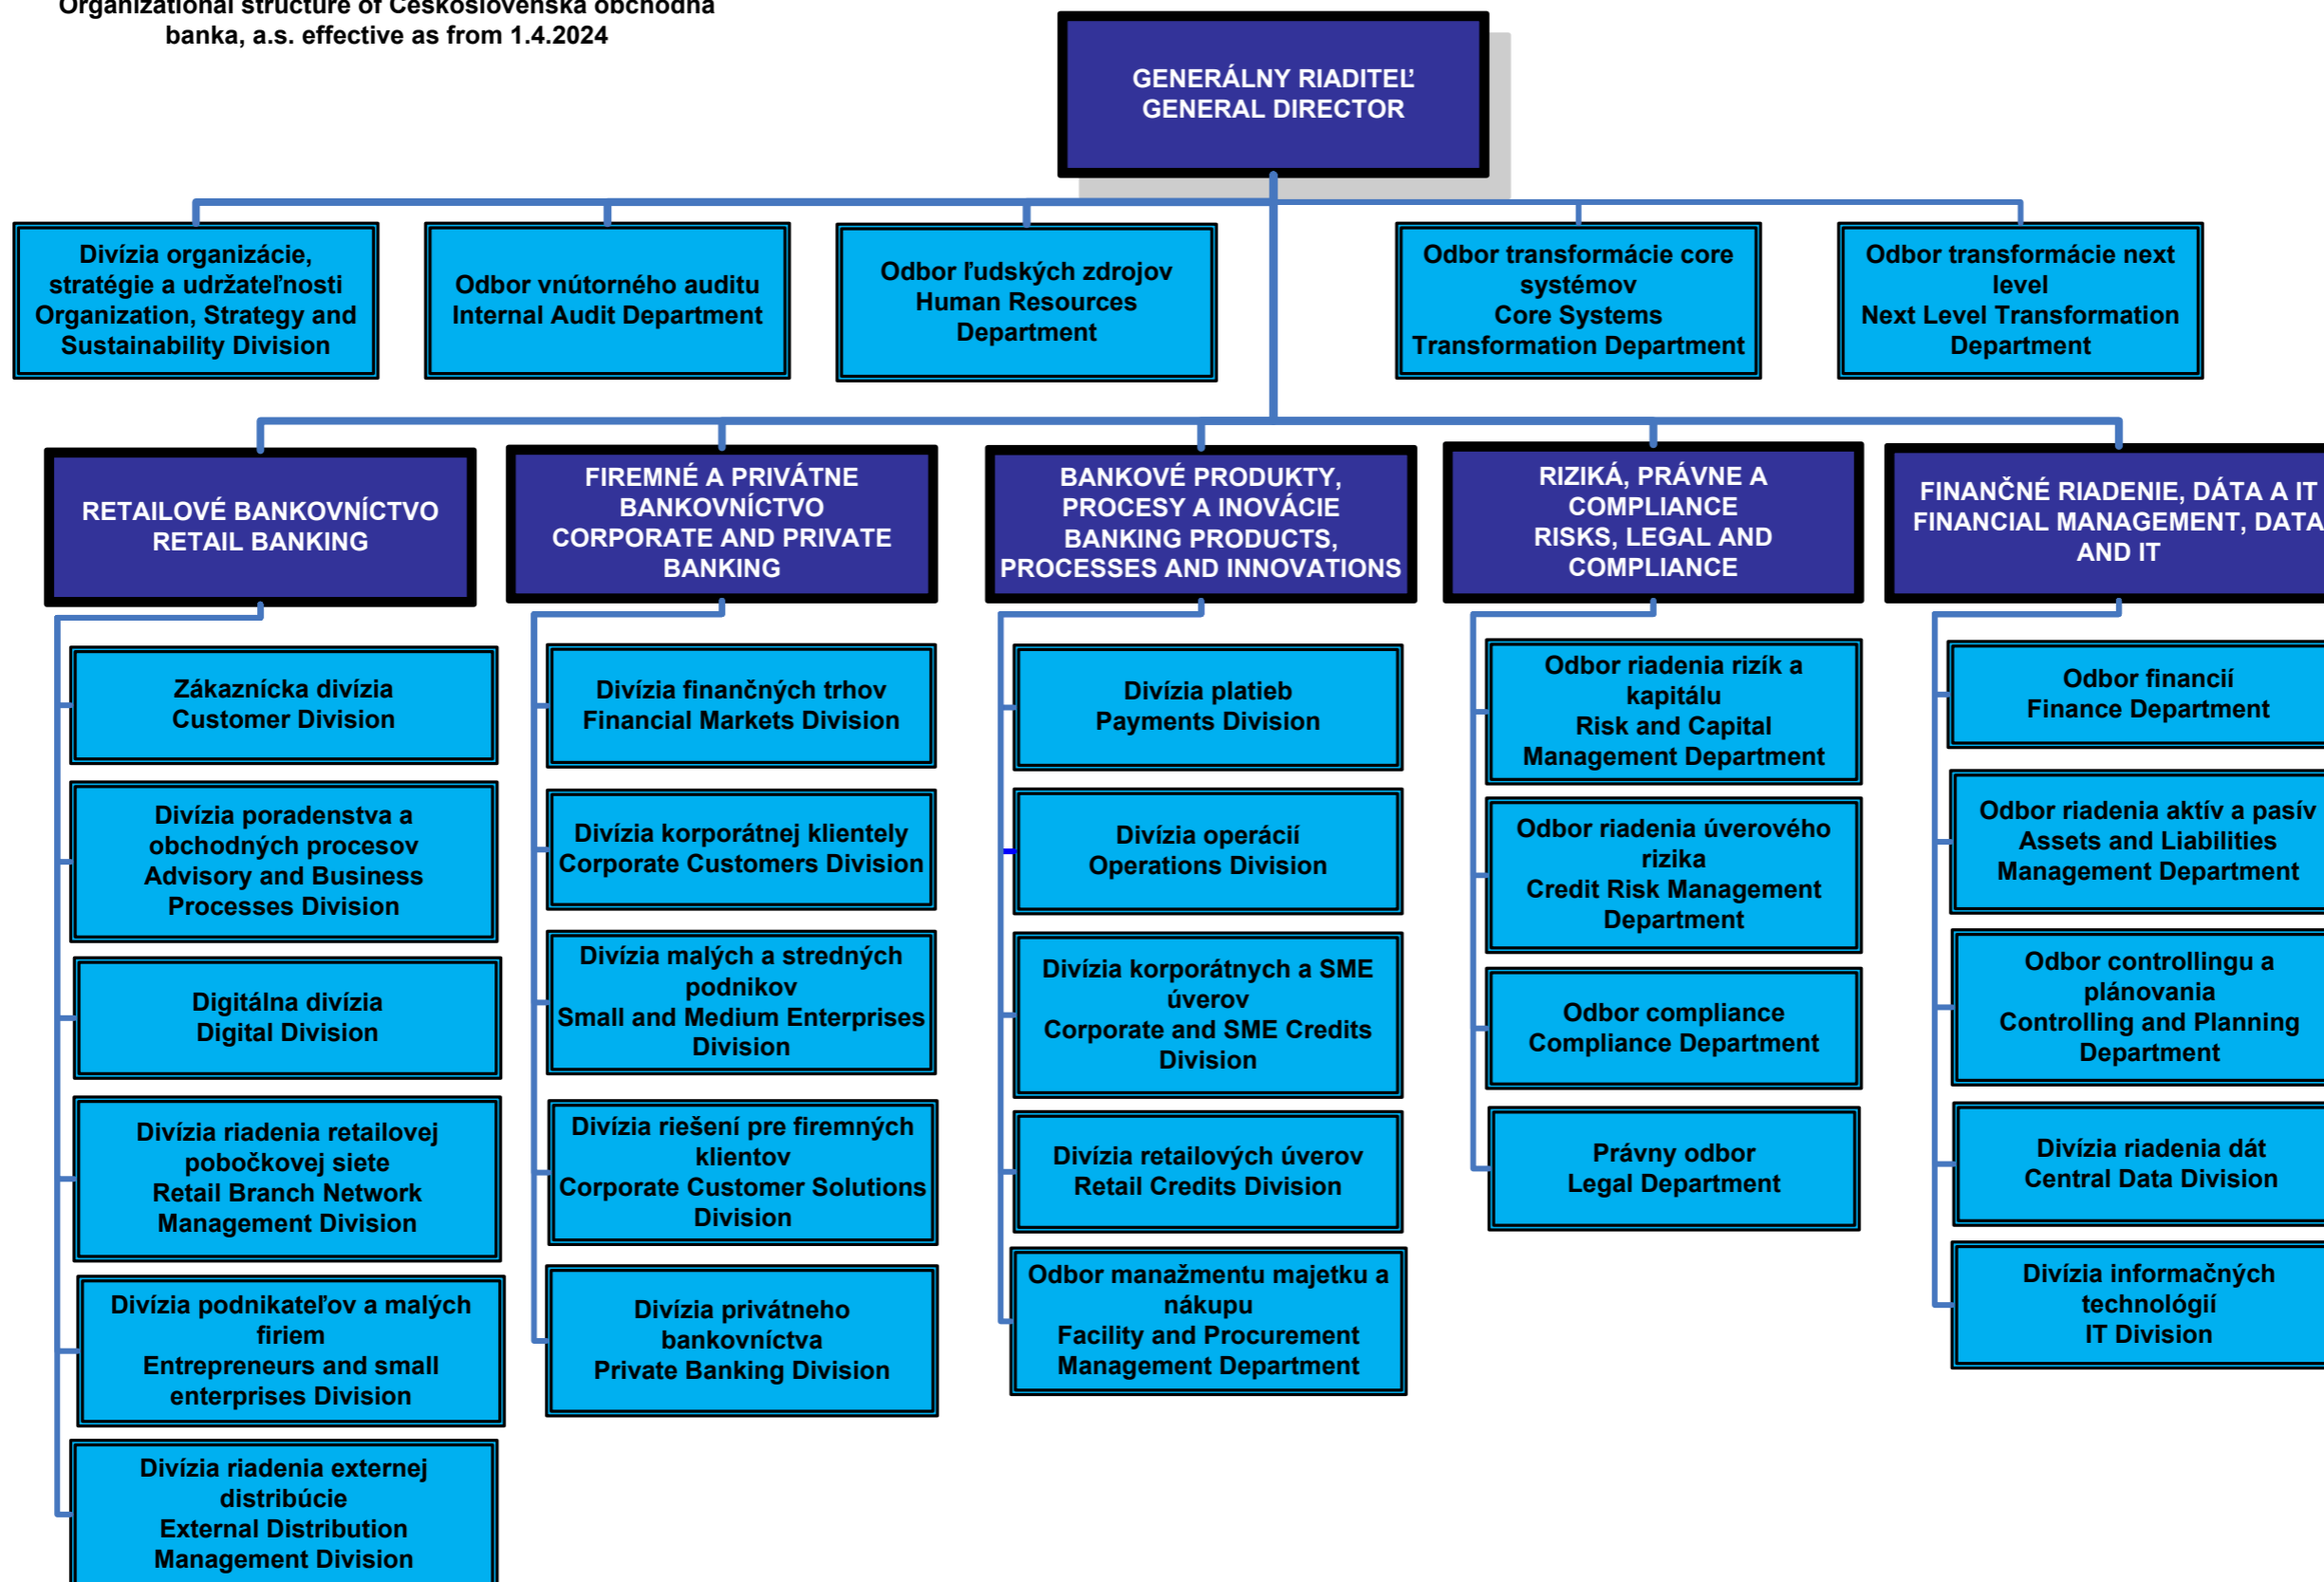 Organizational structure of Československá obchodná
banka, a.s. effective as from 1.4.2024
GENERÁLNY RIADITEĽ
GENERAL DIRECTOR
Divízia organizácie,
stratégie a udržateľnosti
Organization, Strategy and
Sustainability Division
Odbor vnútorného auditu
Internal Audit Department
Odbor ľudských zdrojov
Human Resources
Department
Odbor transformácie core
systémov
Core Systems
Transformation Department
Odbor transformácie next
level
Next Level Transformation
Department
RETAILOVÉ BANKOVNÍCTVO
RETAIL BANKING
FIREMNÉ A PRIVÁTNE
BANKOVNÍCTVO
CORPORATE AND PRIVATE
BANKING
BANKOVÉ PRODUKTY,
PROCESY A INOVÁCIE
BANKING PRODUCTS,
PROCESSES AND INNOVATIONS
RIZIKÁ, PRÁVNE A
COMPLIANCE
RISKS, LEGAL AND
COMPLIANCE
FINANČNÉ RIADENIE, DÁTA A IT
FINANCIAL MANAGEMENT, DATA
AND IT
Zákaznícka divízia
Customer Division
Divízia poradenstva a
obchodných procesov
Advisory and Business
Processes Division
Digitálna divízia
Digital Division
Divízia riadenia retailovej
pobočkovej siete
Retail Branch Network
Management Division
Divízia podnikateľov a malých
firiem
Entrepreneurs and small
enterprises Division
Divízia riadenia externej
distribúcie
External Distribution
Management Division
Divízia finančných trhov
Financial Markets Division
Divízia korporátnej klientely
Corporate Customers Division
Divízia malých a stredných
podnikov
Small and Medium Enterprises
Division
Divízia riešení pre firemných
klientov
Corporate Customer Solutions
Division
Divízia privátneho
bankovníctva
Private Banking Division
Divízia platieb
Payments Division
Divízia operácií
Operations Division
Divízia korporátnych a SME
úverov
Corporate and SME Credits
Division
Divízia retailových úverov
Retail Credits Division
Odbor manažmentu majetku a
nákupu
Facility and Procurement
Management Department
Odbor riadenia rizík a
kapitálu
Risk and Capital
Management Department
Odbor riadenia úverového
rizika
Credit Risk Management
Department
Odbor compliance
Compliance Department
Právny odbor
Legal Department
Odbor financií
Finance Department
Odbor riadenia aktív a pasív
Assets and Liabilities
Management Department
Odbor controllingu a
plánovania
Controlling and Planning
Department
Divízia riadenia dát
Central Data Division
Divízia informačných
technológií
IT Division